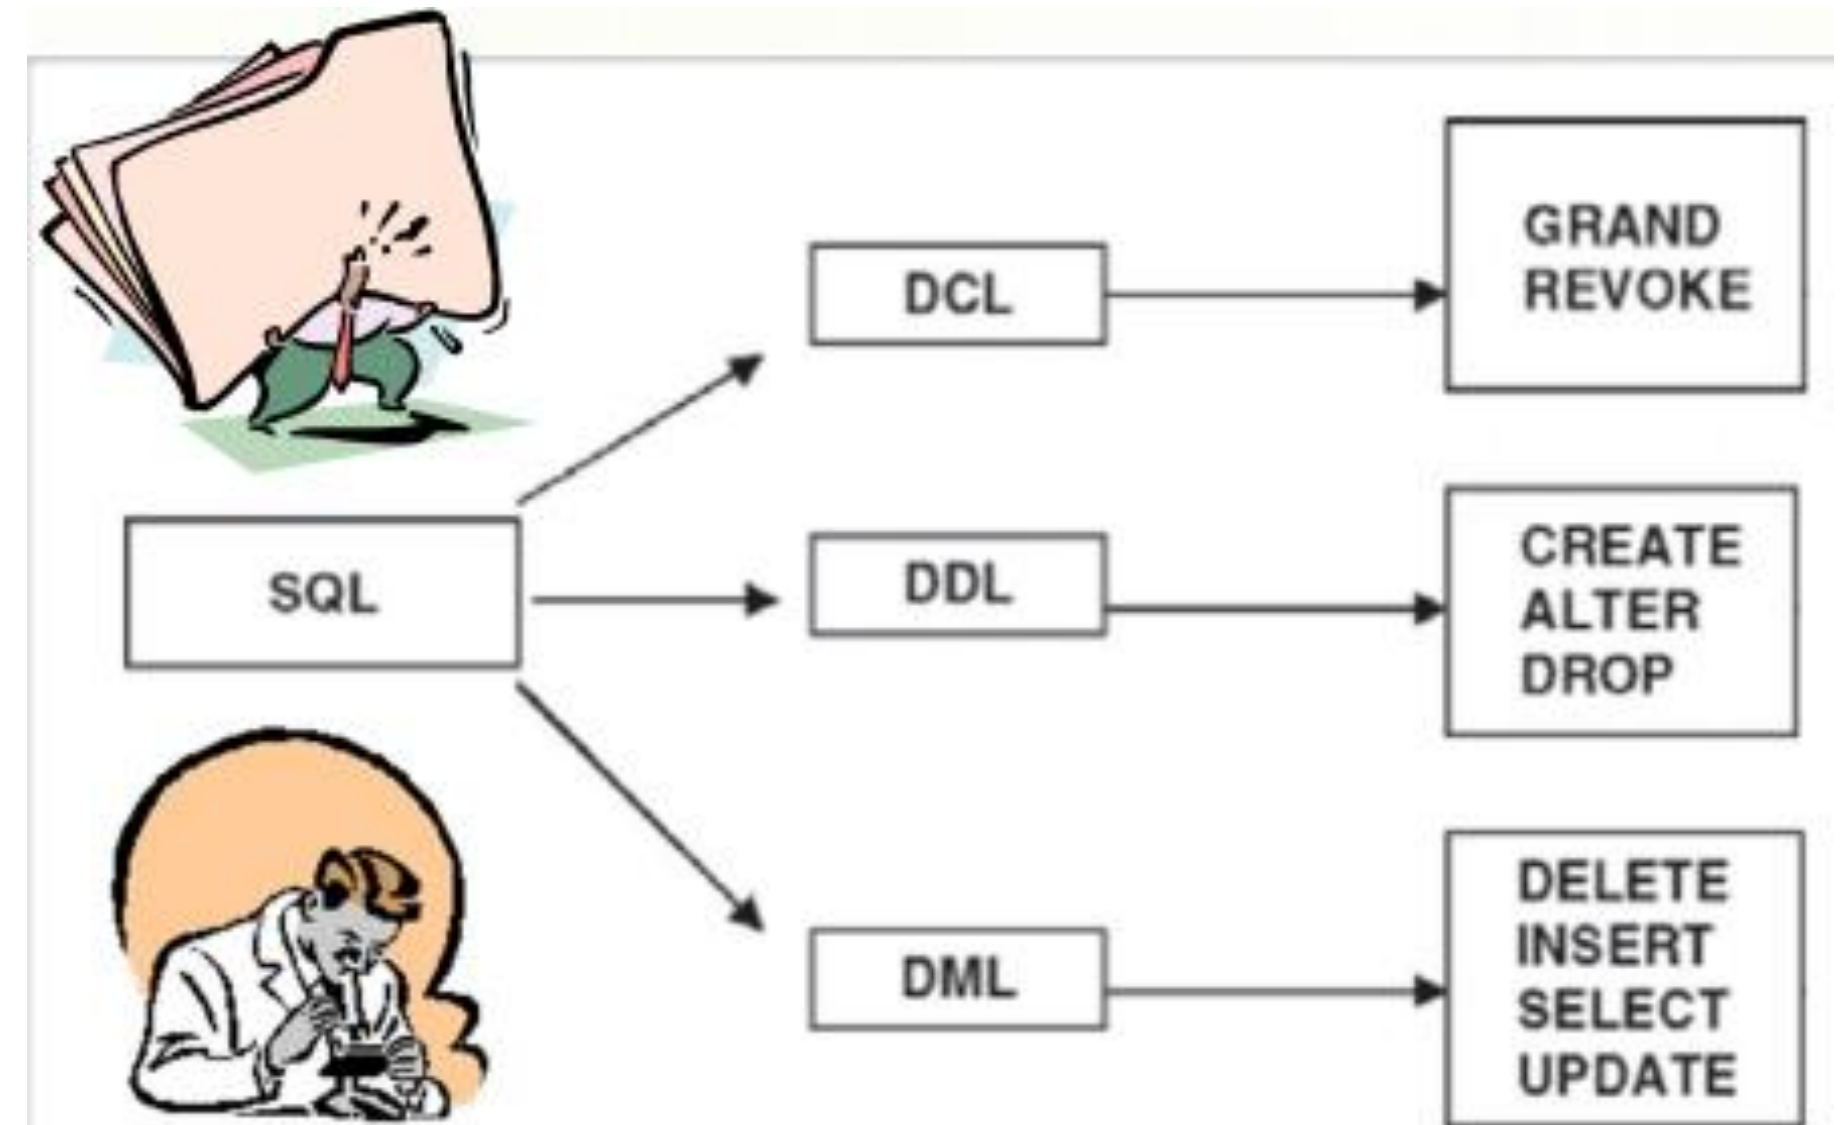 SQL
DCL
GRAND
REVOKE
DDL
CREATE
ALTER
DROP
DML
DELETE
INSERT
SELECT
UPDATE